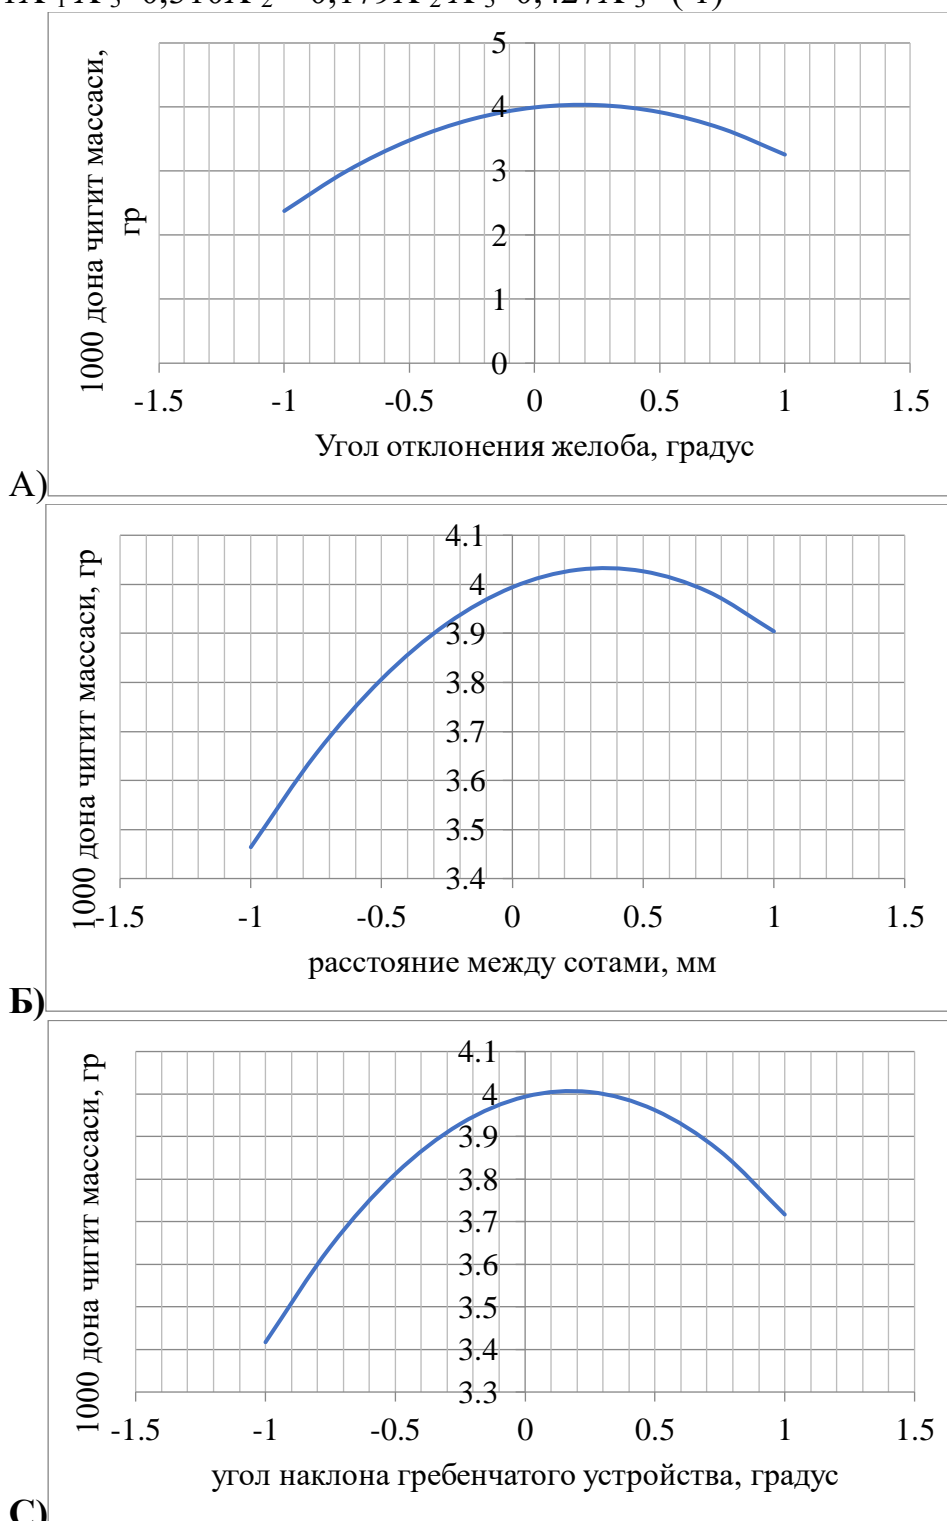 5
4
3
2
1
0
-1.5 -1 -0.5 0 0.5 1 1.5
1000 дона чигит массаси,
гр
Угол отклонения желоба, градус
А)
4.1
4
3.9
3.8
3.7
3.6
3.5
3.4
-1.5 -1 -0.5 0 0.5 1 1.5
1000 дона чигит массаси, гр
расстояние между сотами, мм
Б)
4.1
4
3.9
3.8
3.7
3.6
3.5
3.4
3.3
-1.5 -1 -0.5 0 0.5 1 1.5
1000 дона чигит массаси, гр
угол наклона гребенчатого устройства, градус
С)